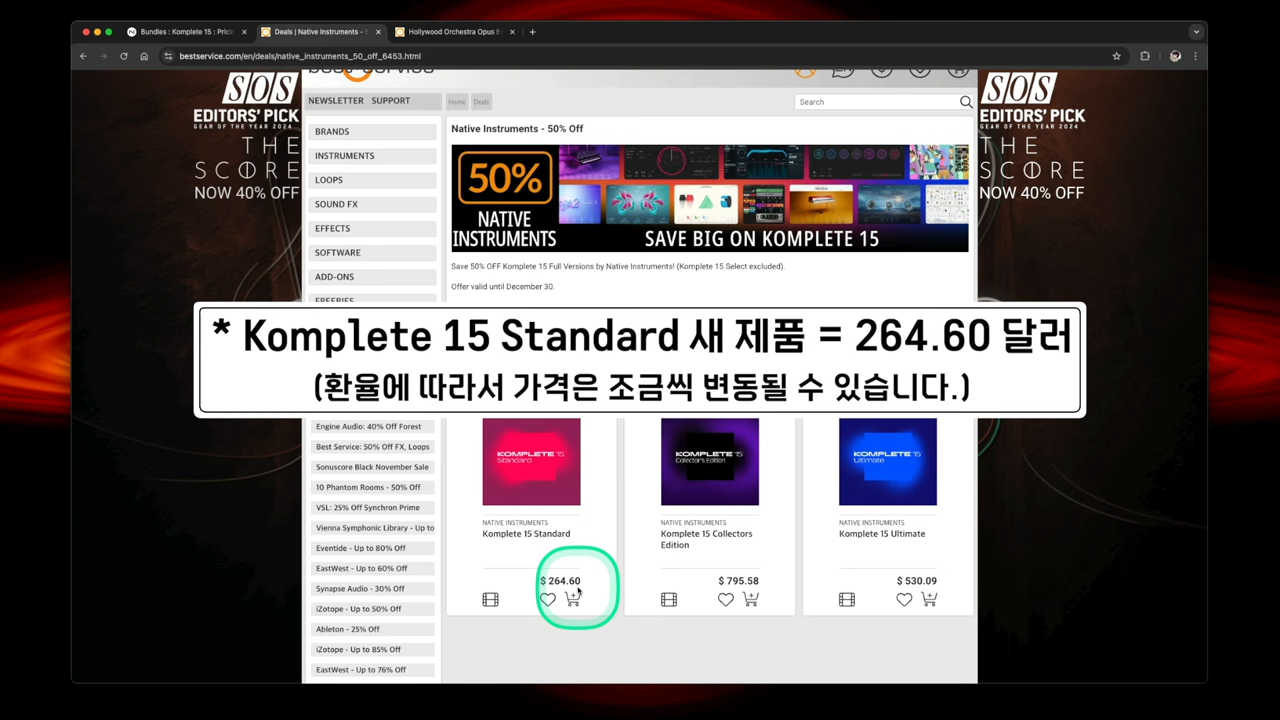 Bundles : Komplete 15 : Pricin
Deals | Native Instruments - 5
Hollywood Orchestra Opus E
bestservice.com/en/deals/native_instruments_50_off_6453.html
SOS
EDITORS' PICK
GEAR OF THE YEAR 2024
THE
SCORE
NOW 40% OFF
SOS
EDITORS' PICK
GEAR OF THE YEAR 2024
THE
SCORE
NOW 40% OFF
NEWSLETTER SUPPORT
Home
Deals
Search
BRANDS
INSTRUMENTS
LOOPS
SOUND FX
EFFECTS
SOFTWARE
ADD-ONS
FREEBIES
Native Instruments - 50% Off
50%
NATIVE
INSTRUMENTS
SAVE BIG ON KOMPLETE 15
Save 50% OFF Komplete 15 Full Versions by Native Instruments! (Komplete 15 Select excluded).
Offer valid until December 30.
* Komplete 15 Standard 새 제품 = 264.60 달러
(환율에 따라서 가격은 조금씩 변동될 수 있습니다.)
Engine Audio: 40% Off Forest
Best Service: 50% Off FX, Loops
Sonuscore Black November Sale
10 Phantom Rooms - 50% Off
VSL: 25% Off Synchron Prime
Vienna Symphonic Library - Up to
Eventide - Up to 80% Off
EastWest - Up to 60% Off
Synapse Audio - 30% Off
iZotope - Up to 50% Off
Ableton - 25% Off
iZotope - Up to 85% Off
EastWest - Up to 76% Off
KOMPLETE 15
Standard
NATIVE INSTRUMENTS
Komplete 15 Standard
$ 264.60
KOMPLETE 15
Collector's Edition
NATIVE INSTRUMENTS
Komplete 15 Collectors
Edition
$ 795.58
KOMPLETE 15
Ultimate
NATIVE INSTRUMENTS
Komplete 15 Ultimate
$ 530.09